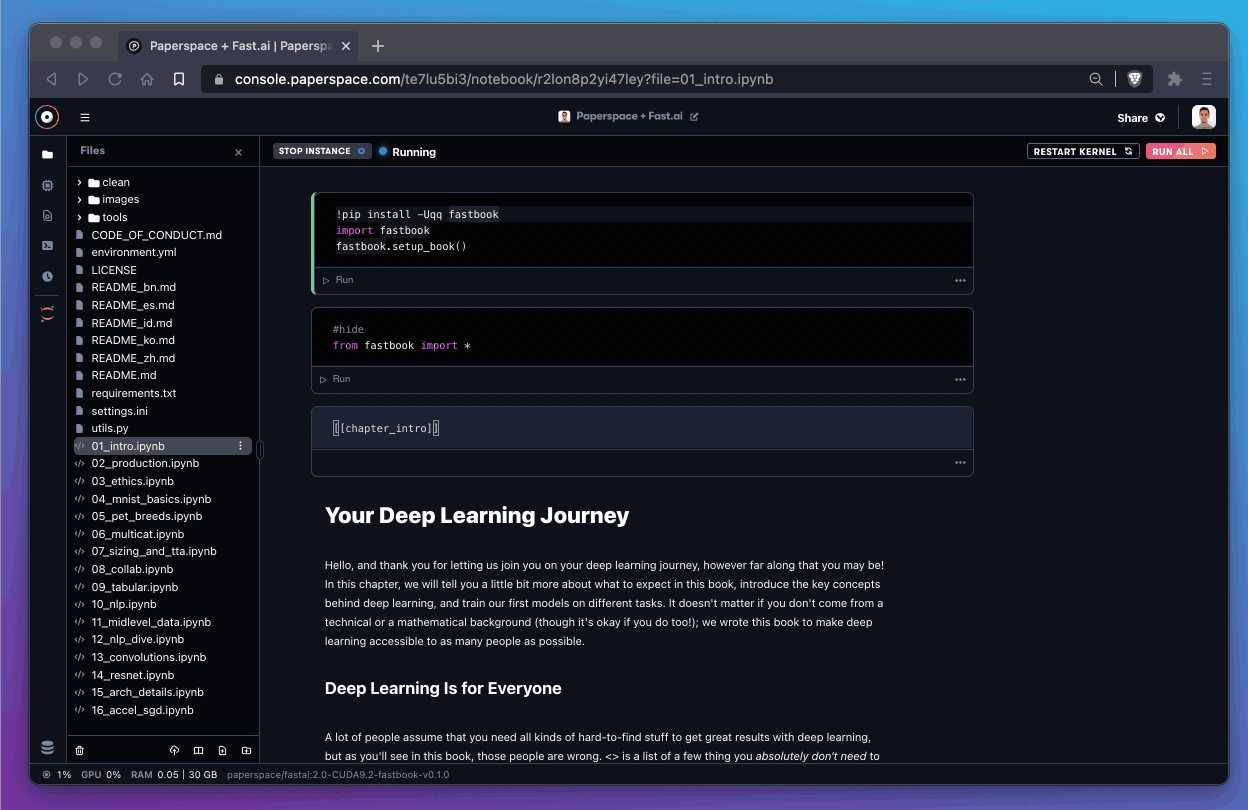 Paperspace + Fast.ai | Paperspa
console.paperspace.com/te7lu5bi3/notebook/r2lon8p2yi47ley?file=01_intro.ipynb
Paperspace + Fast.ai
Share
Files
STOP INSTANCE
Running
RESTART KERNEL
RUN ALL
clean
images
tools
CODE_OF_CONDUCT.md
environment.yml
LICENSE
README_bn.md
README_es.md
README_id.md
README_ko.md
README_zh.md
README.md
requirements.txt
settings.ini
utils.py
01_intro.ipynb
02_production.ipynb
03_ethics.ipynb
04_mnist_basics.ipynb
05_pet_breeds.ipynb
06_multicat.ipynb
07_sizing_and_tta.ipynb
08_collab.ipynb
09_tabular.ipynb
10_nlp.ipynb
11_midlevel_data.ipynb
12_nlp_dive.ipynb
13_convolutions.ipynb
14_resnet.ipynb
15_arch_details.ipynb
16_accel_sgd.ipynb
!pip install -Uqq fastbook
import fastbook
fastbook.setup_book()
Run
#hide
from fastbook import *
Run
[[chapter_intro]]
Your Deep Learning Journey
Hello, and thank you for letting us join you on your deep learning journey, however far along that you may be!
In this chapter, we will tell you a little bit more about what to expect in this book, introduce the key concepts
behind deep learning, and train our first models on different tasks. It doesn't matter if you don't come from a
technical or a mathematical background (though it's okay if you do too!); we wrote this book to make deep
learning accessible to as many people as possible.
Deep Learning Is for Everyone
A lot of people assume that you need all kinds of hard-to-find stuff to get great results with deep learning,
but as you'll see in this book, those people are wrong. <> is a list of a few thing you absolutely don't need to
1% GPU 0% RAM 0.05 | 30 GB paperspace/fastai:2.0-CUDA9.2-fastbook-v0.1.0